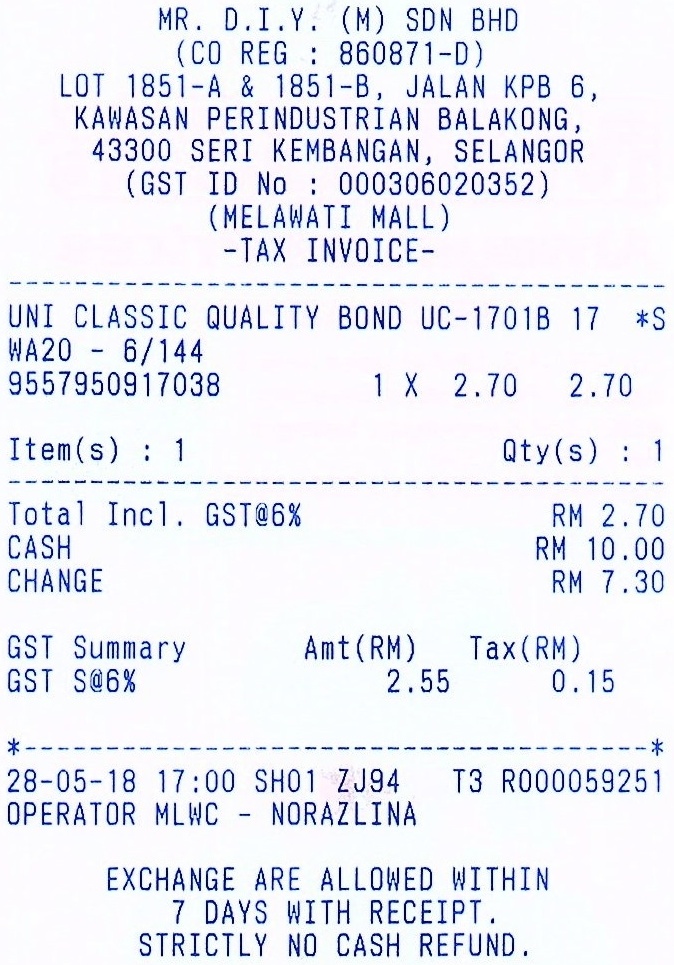 MR. D.I.Y. (M) SDN BHD
(CO REG : 860871-D)
LOT 1851-A & 1851-B, JALAN KPB 6,
KAWASAN PERINDUSTRIAN BALAKONG,
43300 SERI KEMBANGAN, SELANGOR
(GST ID No : 000306020352)
(MELAWATI MALL)
-TAX INVOICE-
UNI CLASSIC QUALITY BOND UC-1701B 17 *S
WA20 - 6/144
9557950917038 1 X 2.70 2.70
Item(s) : 1 Qty(s) : 1
Total Incl. GST@6% RM 2.70
CASH RM 10.00
CHANGE RM 7.30
GST Summary Amt(RM) Tax(RM)
GST S@6% 2.55 0.15
*--------------------------------------*
28-05-18 17:00 SH01 ZJ94 T3 R000059251
OPERATOR MLWC - NORAZLINA
EXCHANGE ARE ALLOWED WITHIN
7 DAYS WITH RECEIPT.
STRICTLY NO CASH REFUND.